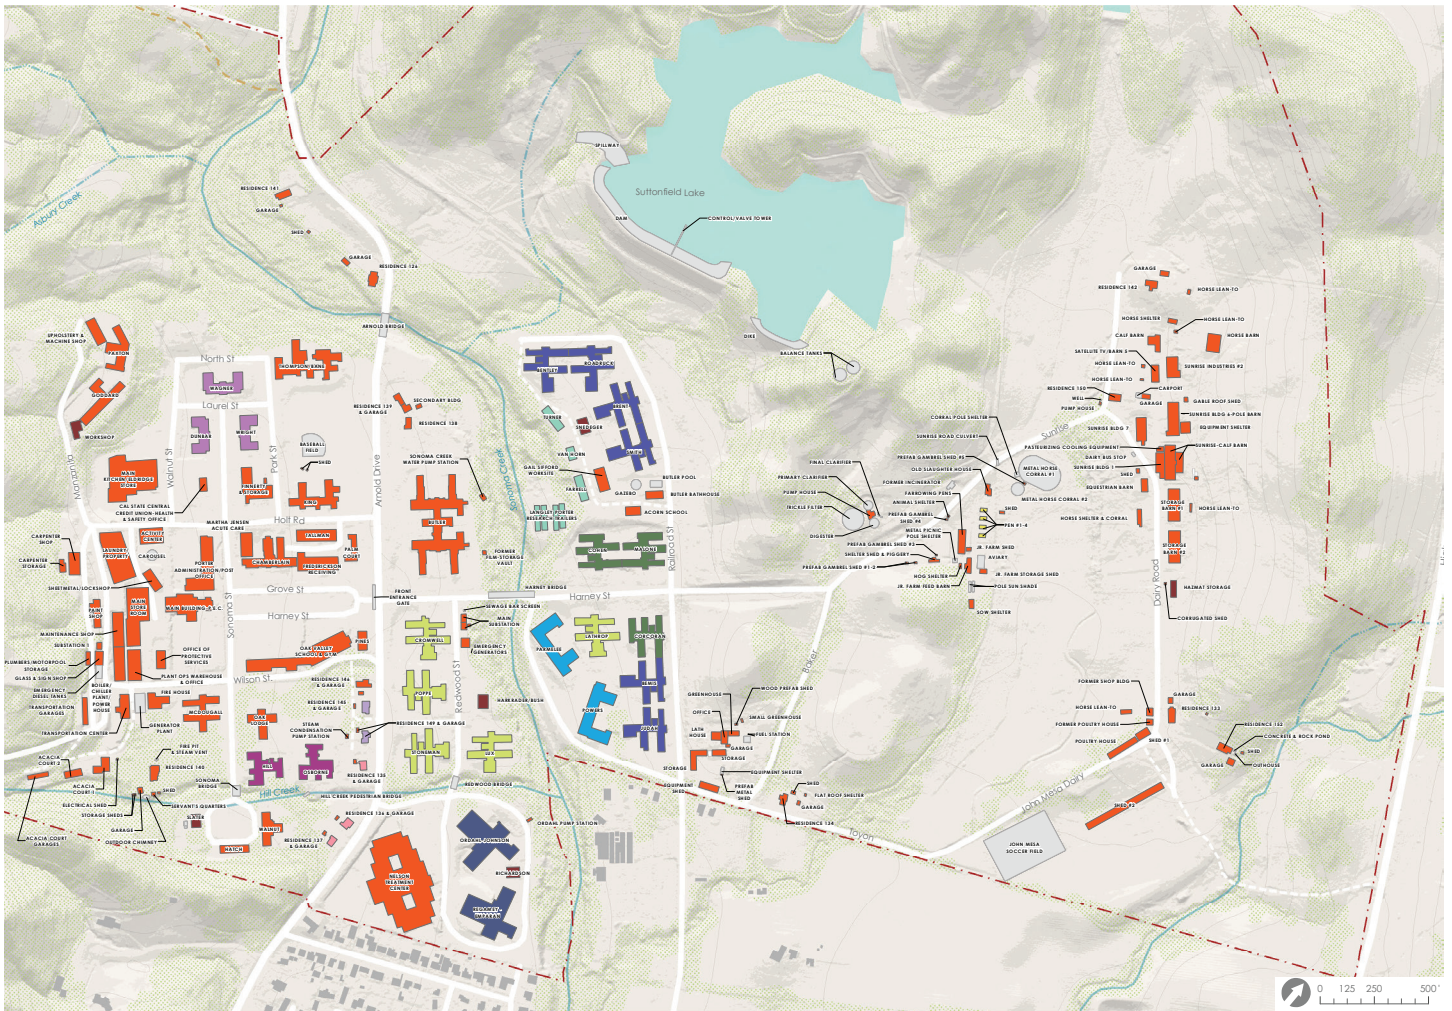 Asbury Creek
RESIDENCE 141
GARAGE
SHED
GARAGE
RESIDENCE 126
ARNOLD BRIDGE
SPILLWAY
Suttonfield Lake
DAM
CONTROL/VALVE TOWER
DIKE
BALANCE TANKS
GARAGE
RESIDENCE 142
HORSE LEAN-TO
HORSE SHELTER
HORSE LEAN-TO
CALF BARN
HORSE BARN
SATELLITE TV/BARN 5
HORSE LEAN-TO
SUNRISE INDUSTRIES #2
HORSE LEAN-TO
RESIDENCE 150
CARPORT
WELL
PUMP HOUSE
GARAGE
GABLE ROOF SHED
SUNRISE BLDG 6-POLE BARN
SUNRISE BLDG 7
EQUIPMENT SHELTER
PASTEURIZING COOLING EQUIPMENT
SUNRISE-CALF BARN
DAIRY BUS STOP
SUNRISE BLDG 1
SHED
EQUESTRIAN BARN
STORAGE
BARN #1
HORSE LEAN-TO
HORSE SHELTER & CORRAL
STORAGE
BARN #2
Dairy Road
HAZMAT STORAGE
CORRUGATED SHED
Sunrise
CORRAL POLE SHELTER
SUNRISE ROAD CULVERT
PREFAB GAMBREL SHED #5
OLD SLAUGHTER HOUSE
METAL HORSE
CORRAL #1
METAL HORSE CORRAL #2
FORMER INCINERATOR
FARROWING PENS
ANIMAL SHELTER
PREFAB GAMBREL
SHED #4
METAL PICNIC
POLE SHELTER
SHED
PEN #1-4
JR. FARM SHED
AVIARY
PREFAB GAMBREL SHED #3
SHELTER SHED & PIGGERY
PREFAB GAMBREL SHED #1-2
HOG SHELTER
JR. FARM STORAGE SHED
JR. FARM-FEED BARN
POLE SUN SHADE
SOW SHELTER
FINAL CLARIFIER
PRIMARY CLARIFIER
PUMP HOUSE
TRICKLE FILTER
DIGESTER
UPHOLSTERY &
MACHINE SHOP
PAXTON
GODDARD
WORKSHOP
North St
WAGNER
Laurel St
DUNBAR
WRIGHT
THOMPSON/BANE
BASEBALL
FIELD
SHED
RESIDENCE 139
& GARAGE
SECONDARY BLDG
RESIDENCE 128
Manzanita
Walnut St
Park St
Arnold Drive
MAIN
KITCHEN/ELDRIDGE
STORE
CAL STATE CENTRAL
CREDIT UNION-HEALTH
& SAFETY OFFICE
FINNERTY
& STORAGE
KING
SONOMA CREEK
WATER PUMP STATION
Sonoma Creek
BUTLER
FORMER
FILM-STORAGE
VAULT
BENTLEY
ROADRUCK
BRENT
SMITH
TURNER
SNEDEGER
VAN HORN
GAIL GIFFORD
WORKSITE
FARRELL
LANGLEY PORTER
RESEARCH TRAILERS
GAZEBO
BUTLER POOL
BUTLER BATHHOUSE
ACORN SCHOOL
COHEN
MALONE
Railroad St
Holt Rd
CARPENTER
SHOP
CARPENTER
STORAGE
LAUNDRY/
PROPERTY
ACTIVITY
CENTER
CAROUSEL
MARTHA JENSEN
ACUTE CARE
PORTER
ADMINISTRATION/POST
OFFICE
CHAMBERLAIN
TALLMAN
FREDERICKSON
RECEIVING
PALM
COURT
SHEETMETAL/LOCKSHOP
Grove St
FRONT
ENTRANCE
GATE
HARNEY BRIDGE
Harney St
Harney St
Sonoma St
MAIN
STORE
ROOM
MAIN BUILDING-P.E.C.
PAINT
SHOP
MAINTENANCE SHOP
SUBSTATION 1
PLUMBERS/MOTORPOOL
STORAGE
GLASS & SIGN SHOP
OFFICE OF
PROTECTIVE
SERVICES
PLANT OPS WAREHOUSE
& OFFICE
EMERGENCY
DIESEL TANKS
BOILER/
CHILLER
PLANT/
POWER
HOUSE
TRANSPORTATION
GARAGES
TRANSPORTATION CENTER
FIRE HOUSE
GENERATOR
PLANT
MCDOUGALL
Wilson St.
OAK VALLEY
SCHOOL & GYM
PINES
OAK
LODGE
RESIDENCE 146
& GARAGE
RESIDENCE 145
& GARAGE
STEAM
CONDENSATION
PUMP STATION
RESIDENCE 149 & GARAGE
RESIDENCE 135
& GARAGE
HILL
OSBORNE
SEWAGE BAR SCREEN
MAIN
SUBSTATION
EMERGENCY
GENERATORS
CROMWELL
POPPE
STONEMAN
LUX
Redwood St
HARKRADER/BUSH
PARMELEE
LATHROP
CORCORAN
BEMIS
POWERS
JUDAH
Baker
FIRE PIT
& STEAM VENT
RESIDENCE 140
ACACIA
COURT 2
ACACIA
COURT II
ELECTRICAL SHED
STORAGE SHEDS
GARAGE
SHED
SERVANT'S QUARTERS
OUTDOOR CHIMNEY
ACACIA COURT
GARAGES
SONOMA
BRIDGE
Hill Creek
SLATER
HATCH
WALNUT
HILL CREEK PEDESTRIAN BRIDGE
REDWOOD BRIDGE
RESIDENCE 136 & GARAGE
RESIDENCE 137
& GARAGE
NELSON
TREATMENT
CENTER
ORDAHL PUMP STATION
ORDAHL-JOHNSON
RICHARDSON
REGAMEY-
EMPARAN
GREENHOUSE
WOOD PREFAB SHED
OFFICE
SMALL GREENHOUSE
LATH
HOUSE
FUEL STATION
GARAGE
STORAGE
STORAGE
EQUIPMENT
SHED
EQUIPMENT SHELTER
PREFAB
METAL
SHED
SHED
FLAT ROOF SHELTER
GARAGE
RESIDENCE 134
Toyon
John Mesa Dairy
JOHN MESA
SOCCER FIELD
FORMER SHOP BLDG
GARAGE
HORSE LEAN-TO
RESIDENCE 133
FORMER POULTRY HOUSE
POULTRY HOUSE
SHED #1
SHED #2
RESIDENCE 152
CONCRETE & ROCK POND
SHED
OUTHOUSE
GARAGE
0 125 250 500'